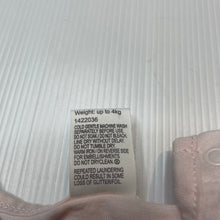 Weight: up to 4kg
1422036
COLD GENTLE MACHINE WASH
SEPARATELY BEFORE USE.
DO NOT SOAK / DO NOT BLEACH
LINE DRY WITHOUT DELAY.
DO NOT TUMBLE DRY.
WARM IRON / ON REVERSE SIDE
FOR EMBELLISHMENTS
DO NOT DRYCLEAN.
REPEATED LAUNDERING
COULD RESULT IN SOME
LOSS OF GLITTER/FOIL